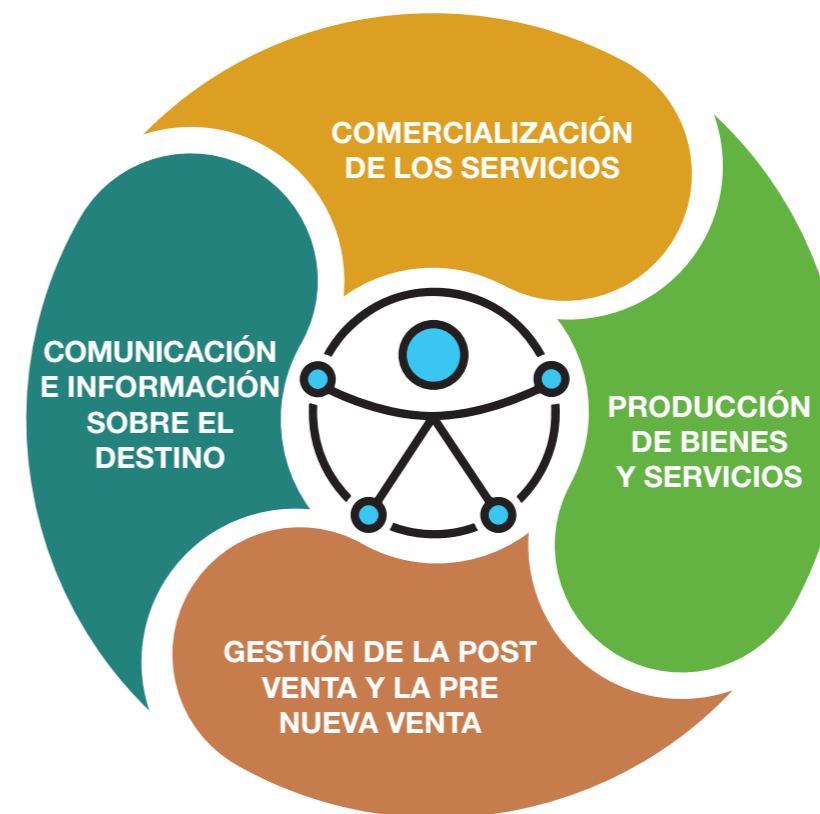 COMERCIALIZACIÓN
DE LOS SERVICIOS
COMUNICACIÓN
E INFORMACIÓN
SOBRE EL
DESTINO
PRODUCCIÓN
DE BIENES
Y SERVICIOS
GESTIÓN DE LA POST
VENTA Y LA PRE
NUEVA VENTA